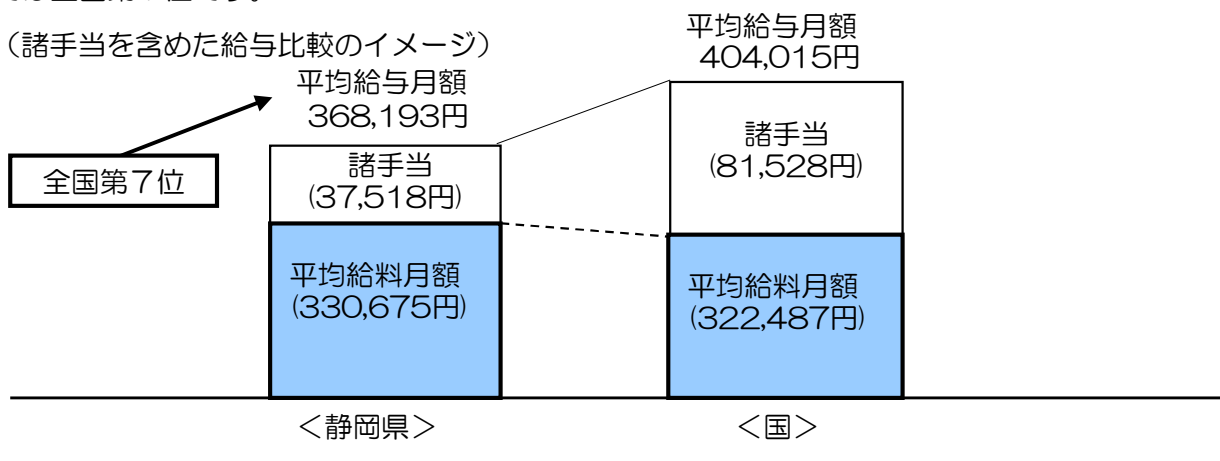 （諸手当を含めた給与比較のイメージ）
平均給与月額
404,015円
平均給与月額
368,193円
諸手当
(81,528円)
全国第７位
諸手当
(37,518円)
平均給料月額
(330,675円)
平均給料月額
(322,487円)
＜静岡県＞
＜国＞